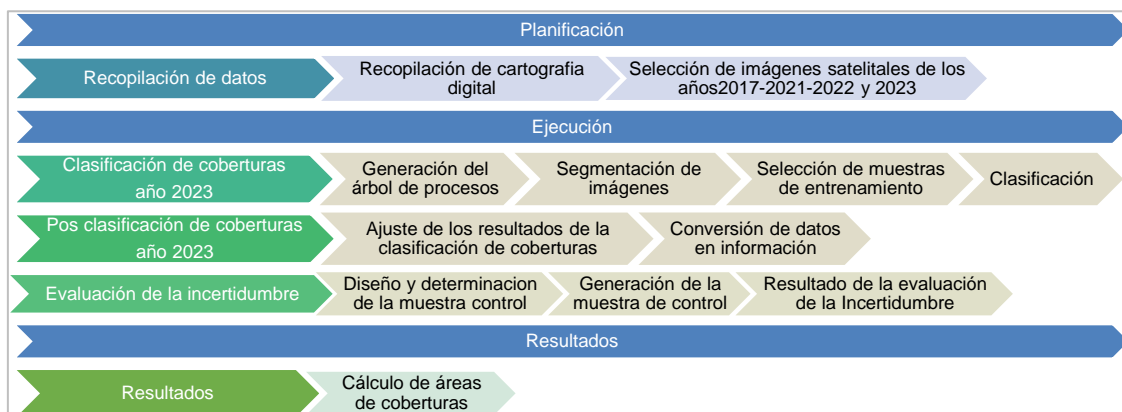 Planificación
Recopilación de datos
Recopilación de cartografia
digital
Selección de imágenes satelitales de los
años2017-2021-2022 y 2023
Ejecución
Clasificación de coberturas
año 2023
Generación del
árbol de procesos
Segmentación de
imágenes
Selección de muestras
de entrenamiento
Clasificación
Pos clasificación de coberturas
año 2023
Ajuste de los resultados de la
clasificación de coberturas
Conversión de datos
en información
Evaluación de la incertidumbre
Diseño y determinacion
de la muestra control
Generación de la
muestra de control
Resultado de la evaluación
de la Incertidumbre
Resultados
Resultados
Cálculo de áreas
de coberturas